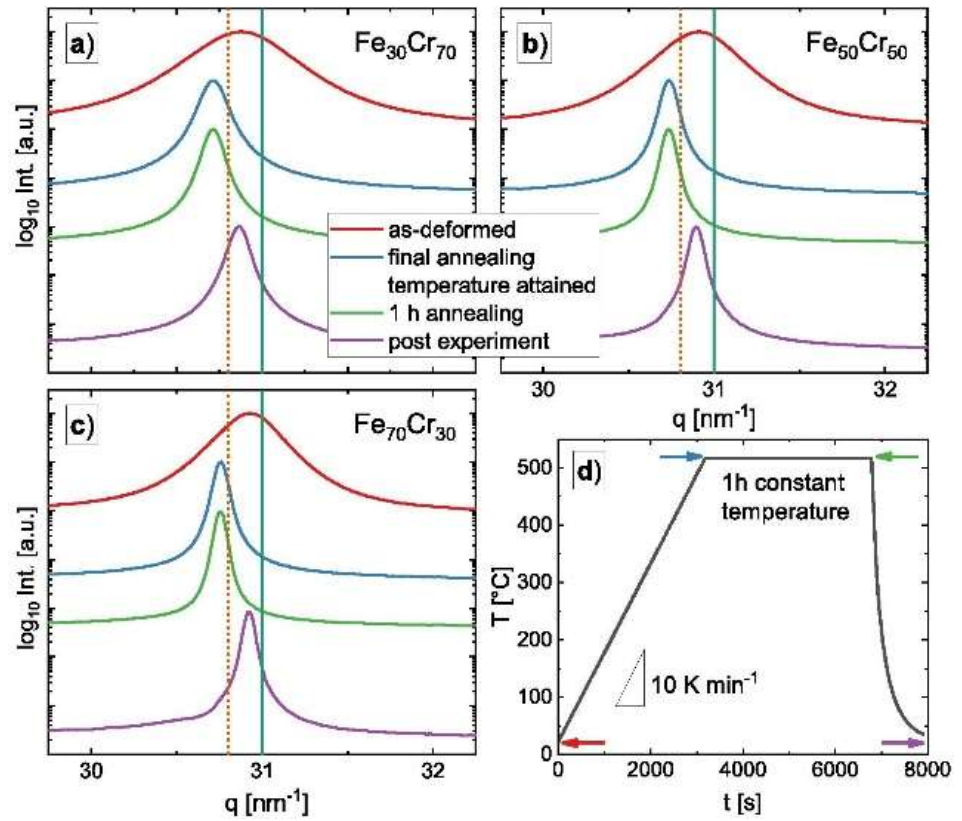 a) Fe₃₀Cr₇₀
b) Fe₅₀Cr₅₀
log₁₀ Int. [a.u.]
as-deformed
final annealing
temperature attained
1 h annealing
post experiment
30 31 32
q [nm⁻¹]
c) Fe₇₀Cr₃₀
log₁₀ Int. [a.u.]
30 31 32
q [nm⁻¹]
d)
500
400
300
200
100
0
T [°C]
1h constant
temperature
10 K min⁻¹
0 2000 4000 6000 8000
t [s]